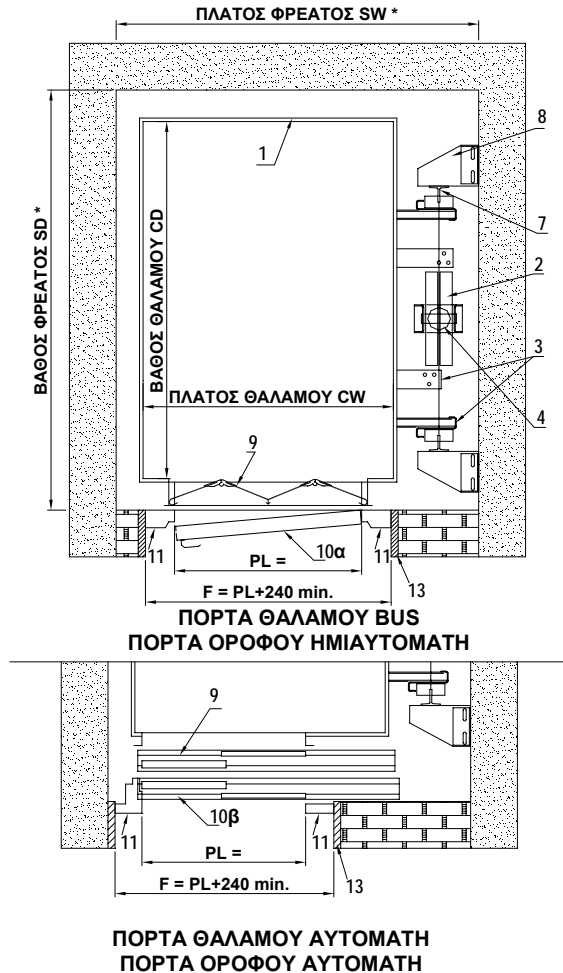 ΠΛΑΤΟΣ ΦΡΕΑΤΟΣ SW *
8
1
7
ΒΑΘΟΣ ΦΡΕΑΤΟΣ SD *
ΒΑΘΟΣ ΘΑΛΑΜΟΥ CD
2
3
ΠΛΑΤΟΣ ΘΑΛΑΜΟΥ CW
4
9
11
10α
11
PL =
F = PL+240 min.
13
ΠΟΡΤΑ ΘΑΛΑΜΟΥ BUS
ΠΟΡΤΑ ΟΡΟΦΟΥ ΗΜΙΑΥΤΟΜΑΤΗ
9
10β
11
11
PL =
F = PL+240 min.
13
ΠΟΡΤΑ ΘΑΛΑΜΟΥ ΑΥΤΟΜΑΤΗ
ΠΟΡΤΑ ΟΡΟΦΟΥ ΑΥΤΟΜΑΤΗ